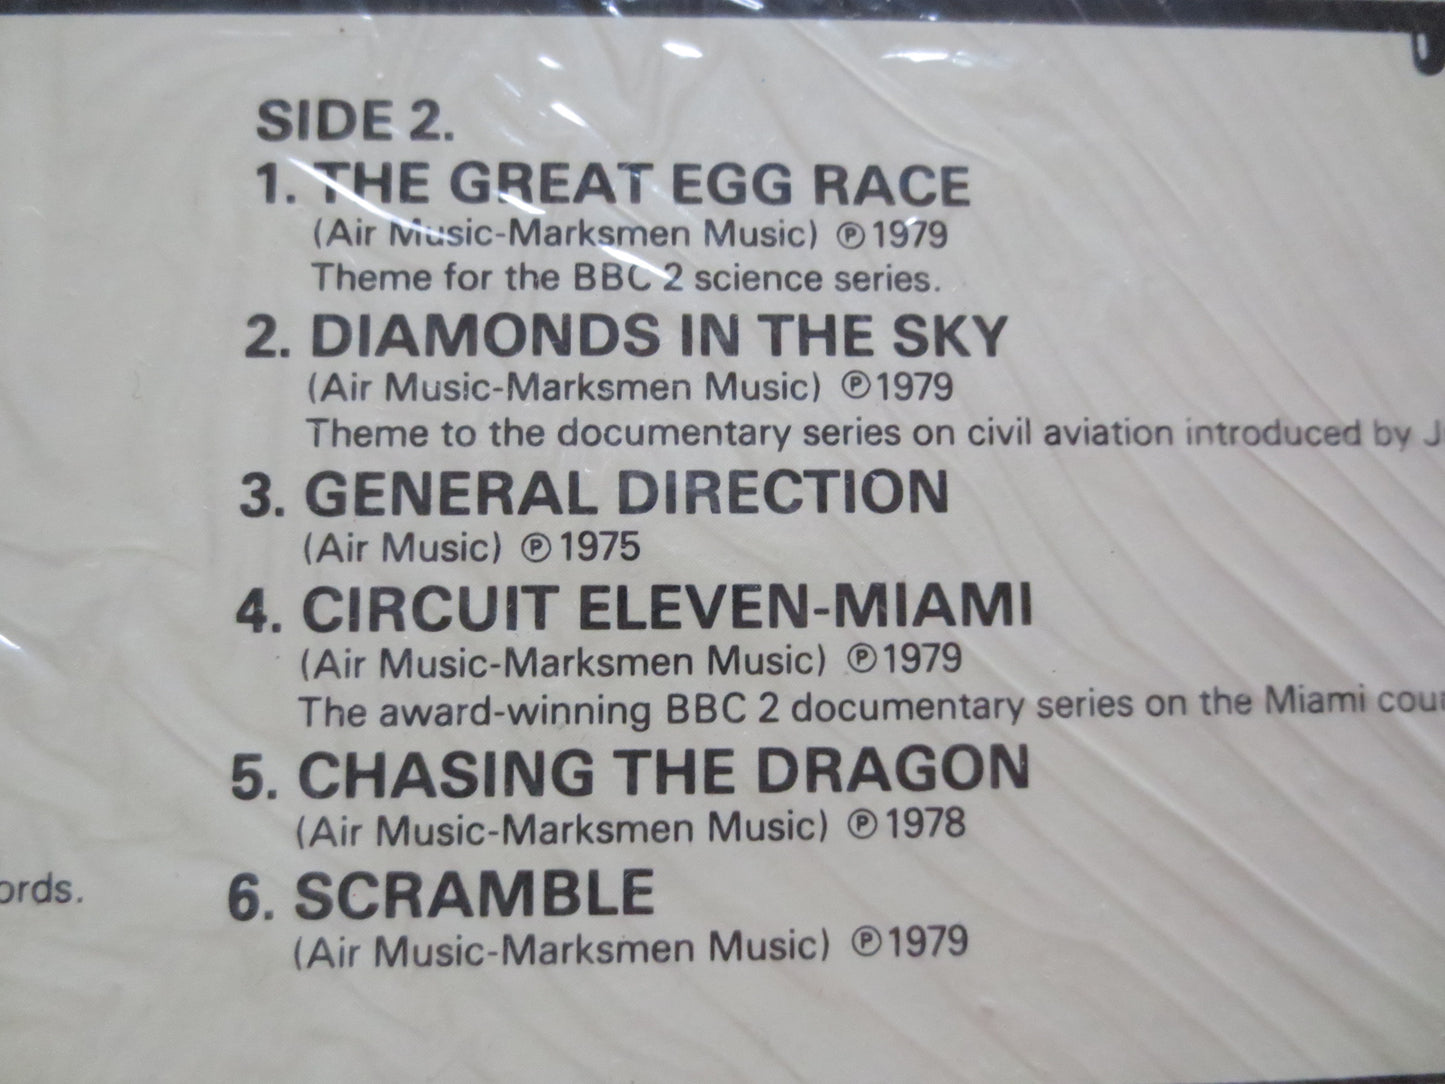 SIDE 2.
1. THE GREAT EGG RACE
(Air Music-Marksmen Music) ℗1979
Theme for the BBC 2 science series.
2. DIAMONDS IN THE SKY
(Air Music-Marksmen Music) ℗1979
Theme to the documentary series on civil aviation introduced by J
3. GENERAL DIRECTION
(Air Music) ℗1975
4. CIRCUIT ELEVEN-MIAMI
(Air Music-Marksmen Music) ℗1979
The award-winning BBC 2 documentary series on the Miami cou
5. CHASING THE DRAGON
(Air Music-Marksmen Music) ℗1978
6. SCRAMBLE
(Air Music-Marksmen Music) ℗1979
ords.